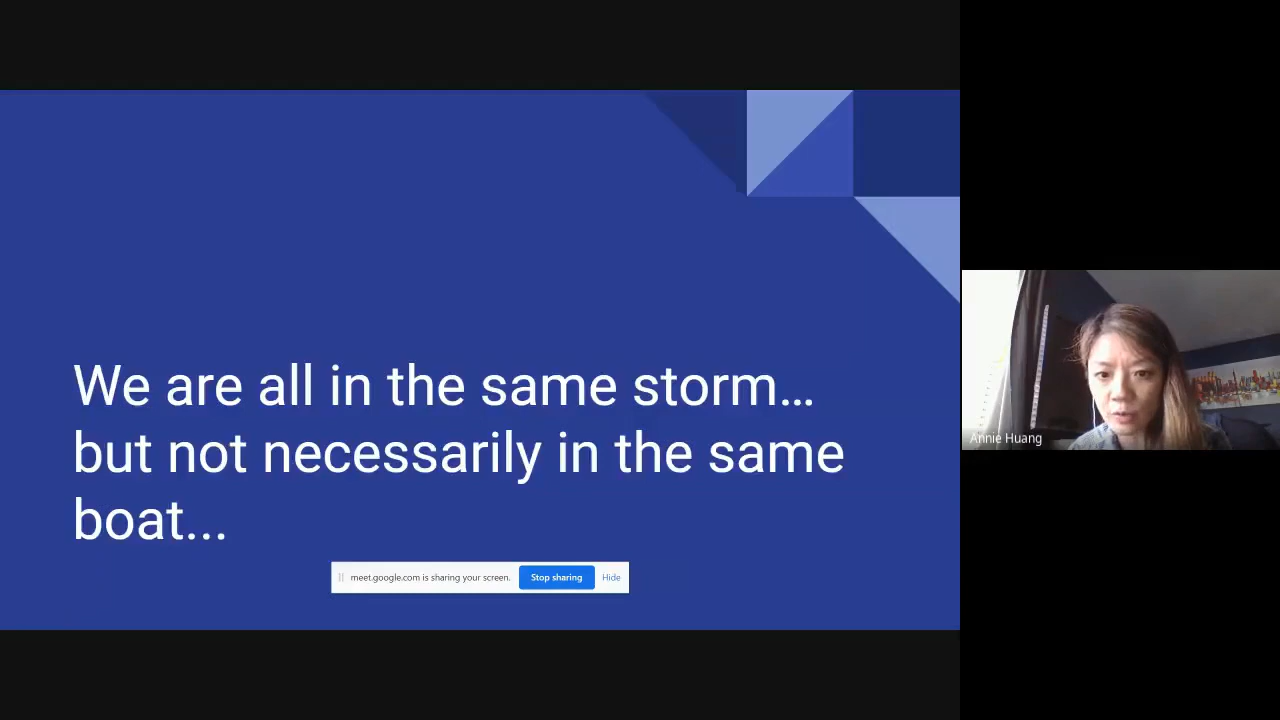 We are all in the same storm…
but not necessarily in the same
boat...
meet.google.com is sharing your screen. Stop sharing Hide
Annie Huang